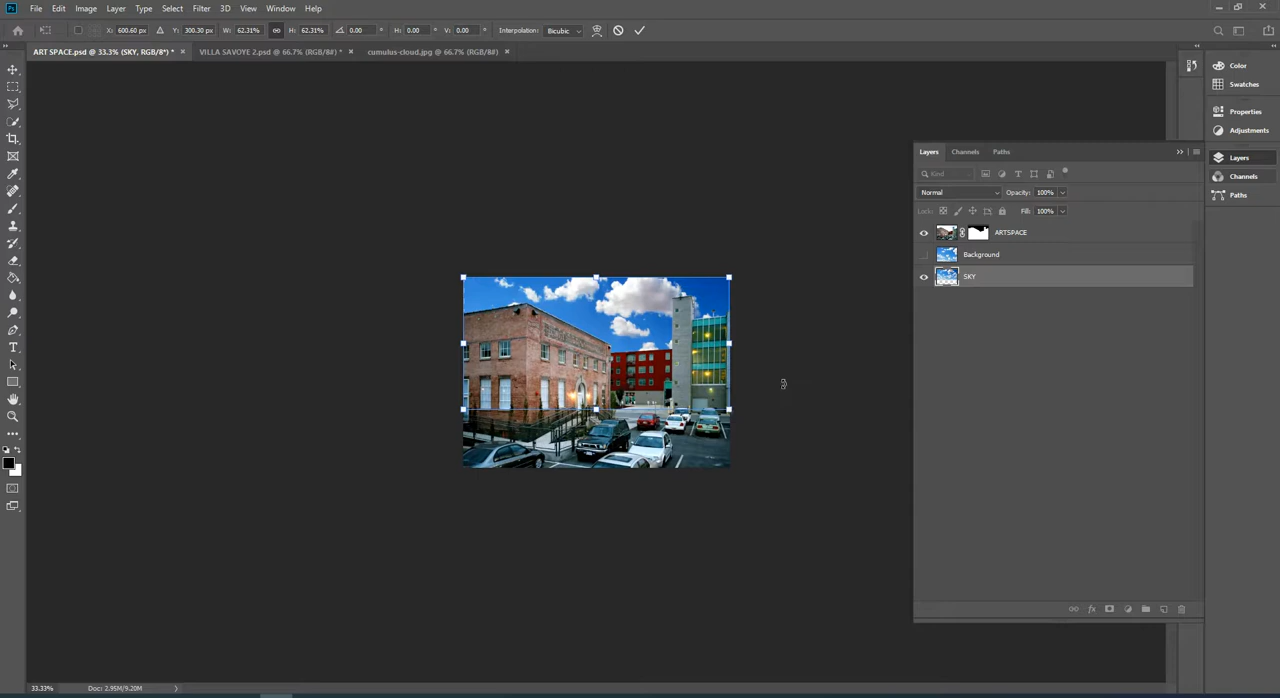 Ps File Edit Image Layer Type Select Filter 3D View Window Help
X: 600.60 px Y: 300.30 px W: 62.31% H: 62.31% 0.00 ° H: 0.00 ° V: 0.00 ° Interpolation: Bicubic
ART SPACE.psd @ 33.3% (SKY, RGB/8*) * × VILLA SAVOYE 2.psd @ 66.7% (RGB/8#) * × cumulus-cloud.jpg @ 66.7% (RGB/8#) ×
Color
Swatches
Properties
Adjustments
Layers
Channels
Paths
Layers Channels Paths
Kind
Normal Opacity: 100%
Lock: Fill: 100%
ARTSPACE
Background
SKY
33.33% Doc: 2.95M/9.20M